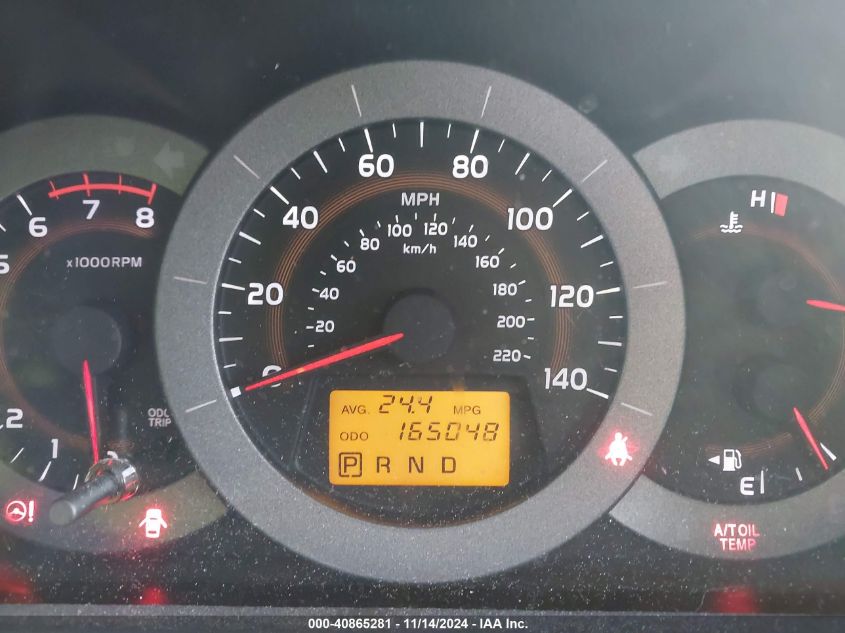 6 7 8
5
x1000RPM
2
1
ODO
TRIP
!
MPH
0 20 40 60 80 100 120 140
km/h
20 40 60 80 100 120 140 160 180 200 220
AVG. 24.4 MPG
ODO 165048
P R N D
H
E
A/T OIL
TEMP
000-40865281 - 11/14/2024 - IAA Inc.